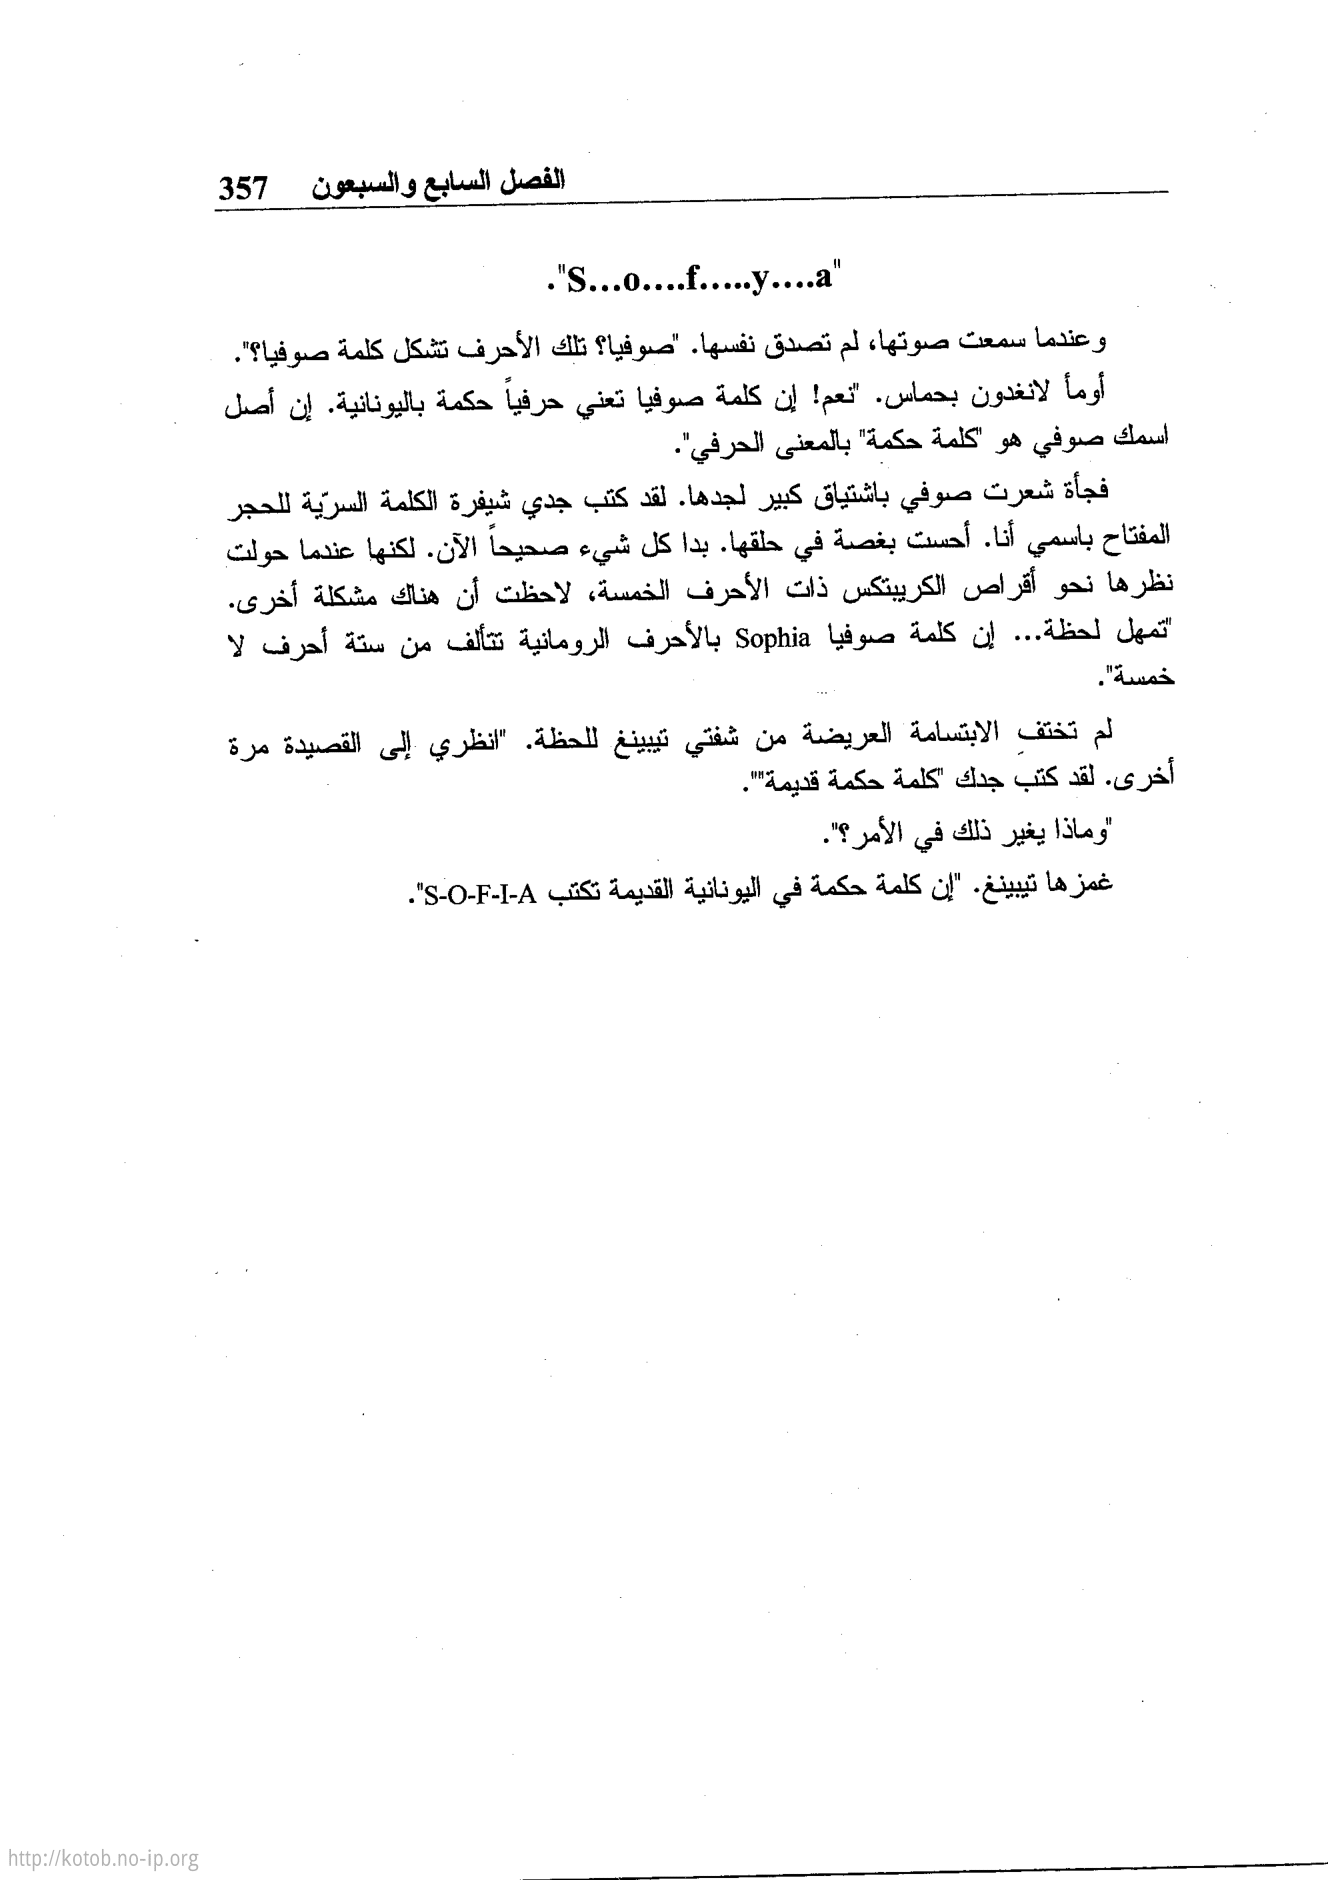 الفصل السابع والسبعون 357
"S...o....f.....y....a".
وعندما سمعت صوتها، لم تصدق نفسها. "صوفيا؟ تلك الأحرف تشكل كلمة صوفيا؟".
أومأ لانغدون بحماس. "نعم! إن كلمة صوفيا تعني حرفياً حكمة باليونانية. إن أصل
اسمك صوفي هو "كلمة حكمة" بالمعنى الحرفي".
فجأة شعرت صوفي باشتياق كبير لجدها. لقد كتب جدي شيفرة الكلمة السرّية للحجر
المفتاح باسمي أنا. أحست بغصة في حلقها. بدا كل شيء صحيحاً الآن. لكنها عندما حولت
نظرها نحو أقراص الكريبتكس ذات الأحرف الخمسة، لاحظت أن هناك مشكلة أخرى.
"تمهل لحظة... إن كلمة صوفيا Sophia بالأحرف الرومانية تتألف من ستة أحرف لا
خمسة".
لم تختفِ الابتسامة العريضة من شفتي تيبينغ للحظة. "انظري إلى القصيدة مرة
أخرى. لقد كتب جدك "كلمة حكمة قديمة"".
"وماذا يغير ذلك في الأمر؟".
غمزها تيبينغ. "إن كلمة حكمة في اليونانية القديمة تكتب S-O-F-I-A".
http://kotob.no-ip.org